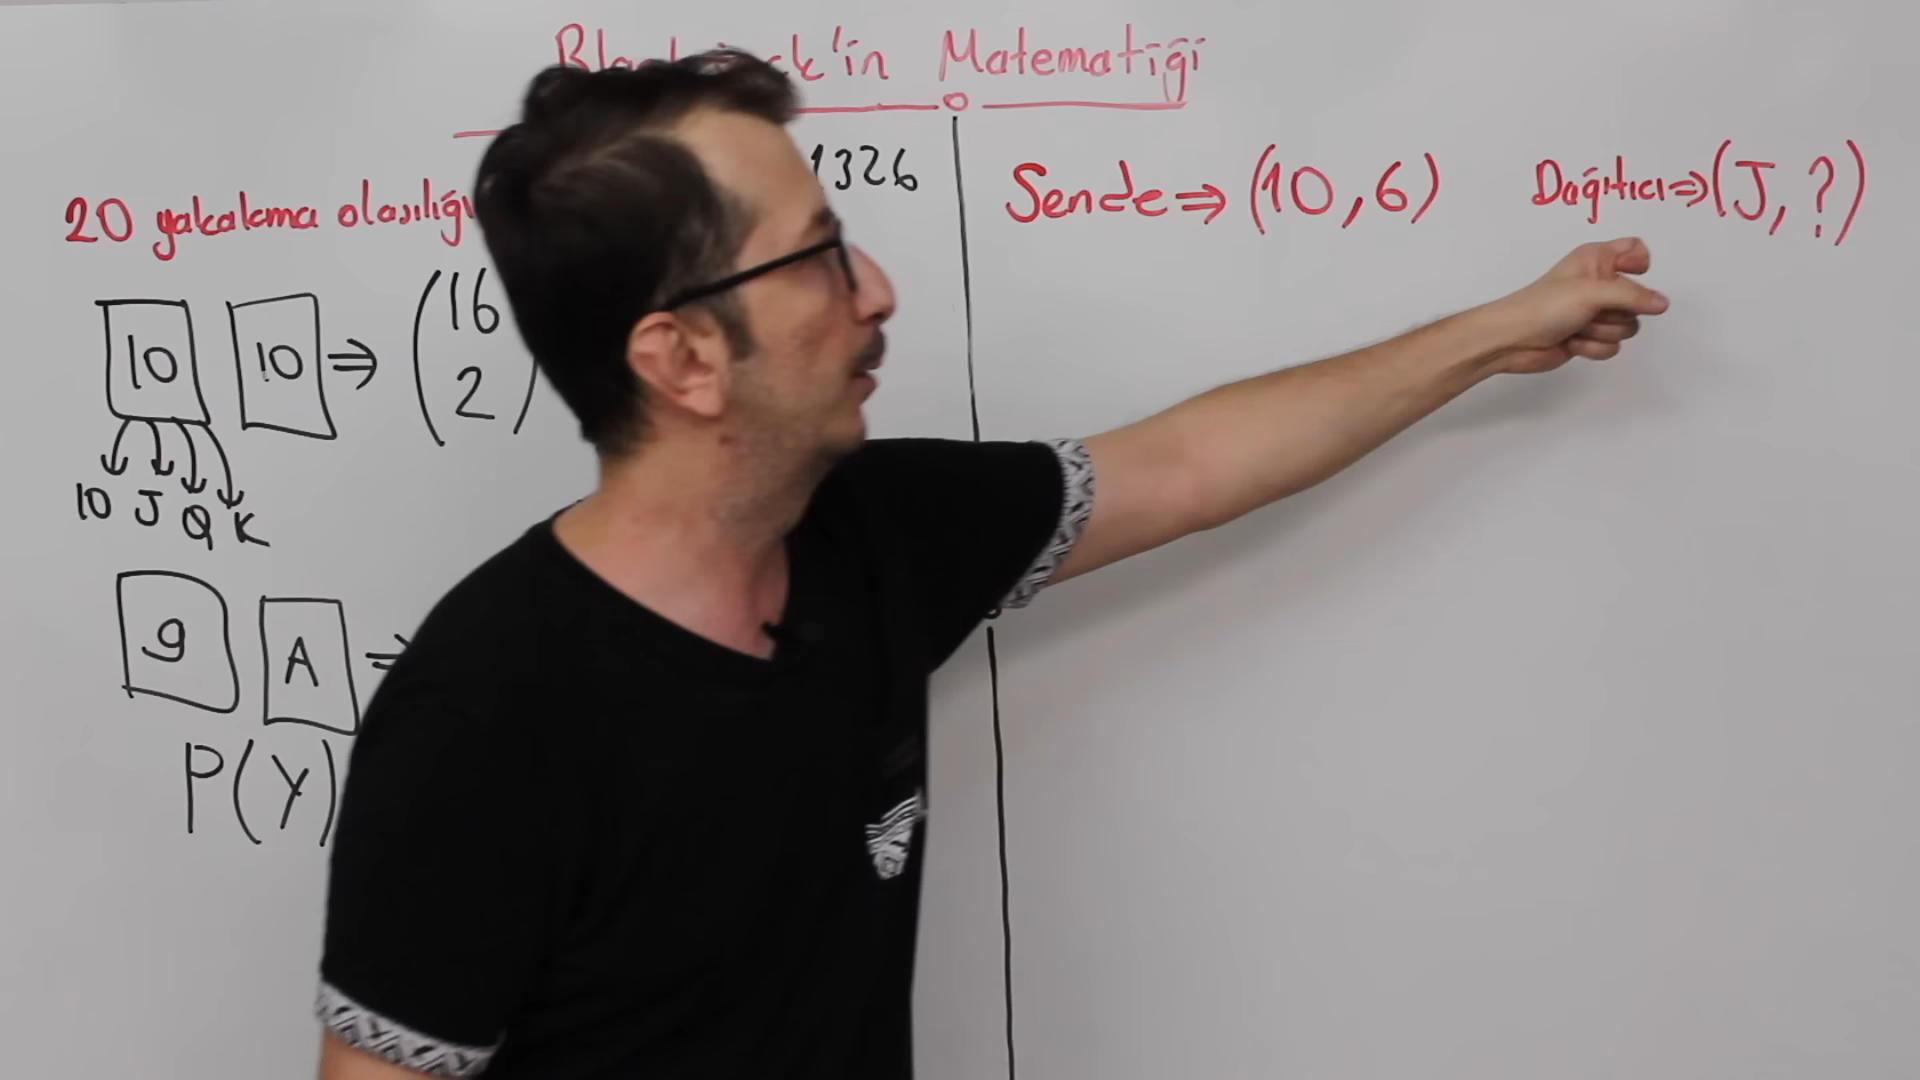 Matematiği
1326
20 yakalama olasılığı
10 10 ⇒ (16 2)
10 J Q K
9 A ⇒
P(Y)
Sende ⇒ (10, 6) Dağıtıcı ⇒ (J, ?)